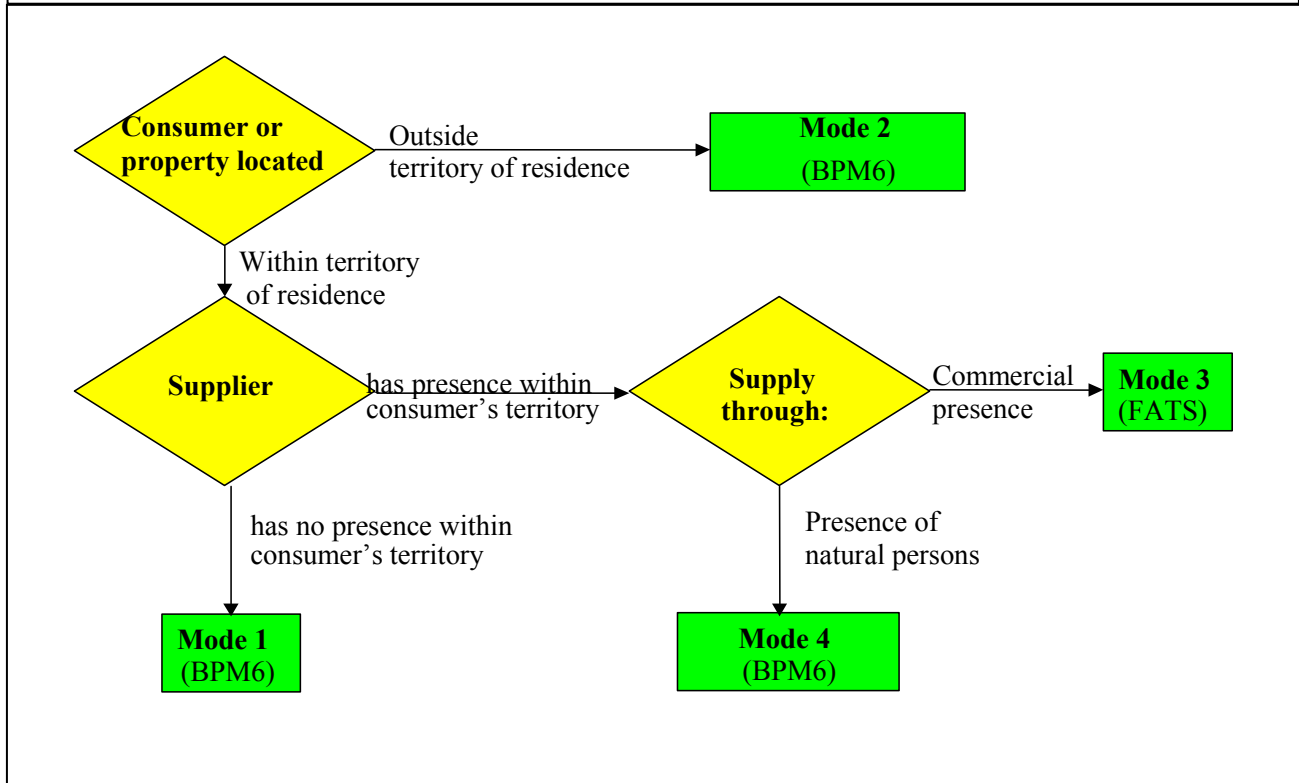 Consumer or
property located
Outside
territory of residence
Mode 2
(BPM6)
Within territory
of residence
Supplier
has presence within
consumer’s territory
Supply
through:
Commercial
presence
Mode 3
(FATS)
has no presence within
consumer’s territory
Presence of
natural persons
Mode 1
(BPM6)
Mode 4
(BPM6)